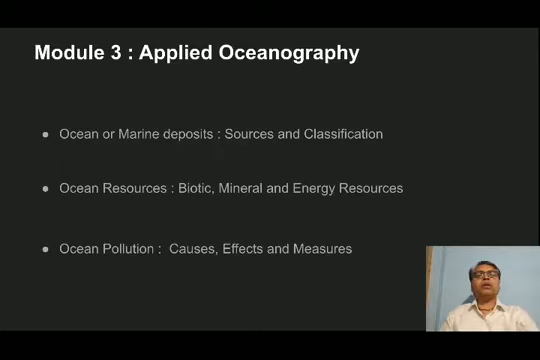 Module 3 : Applied Oceanography
● Ocean or Marine deposits : Sources and Classification
● Ocean Resources : Biotic, Mineral and Energy Resources
● Ocean Pollution : Causes, Effects and Measures